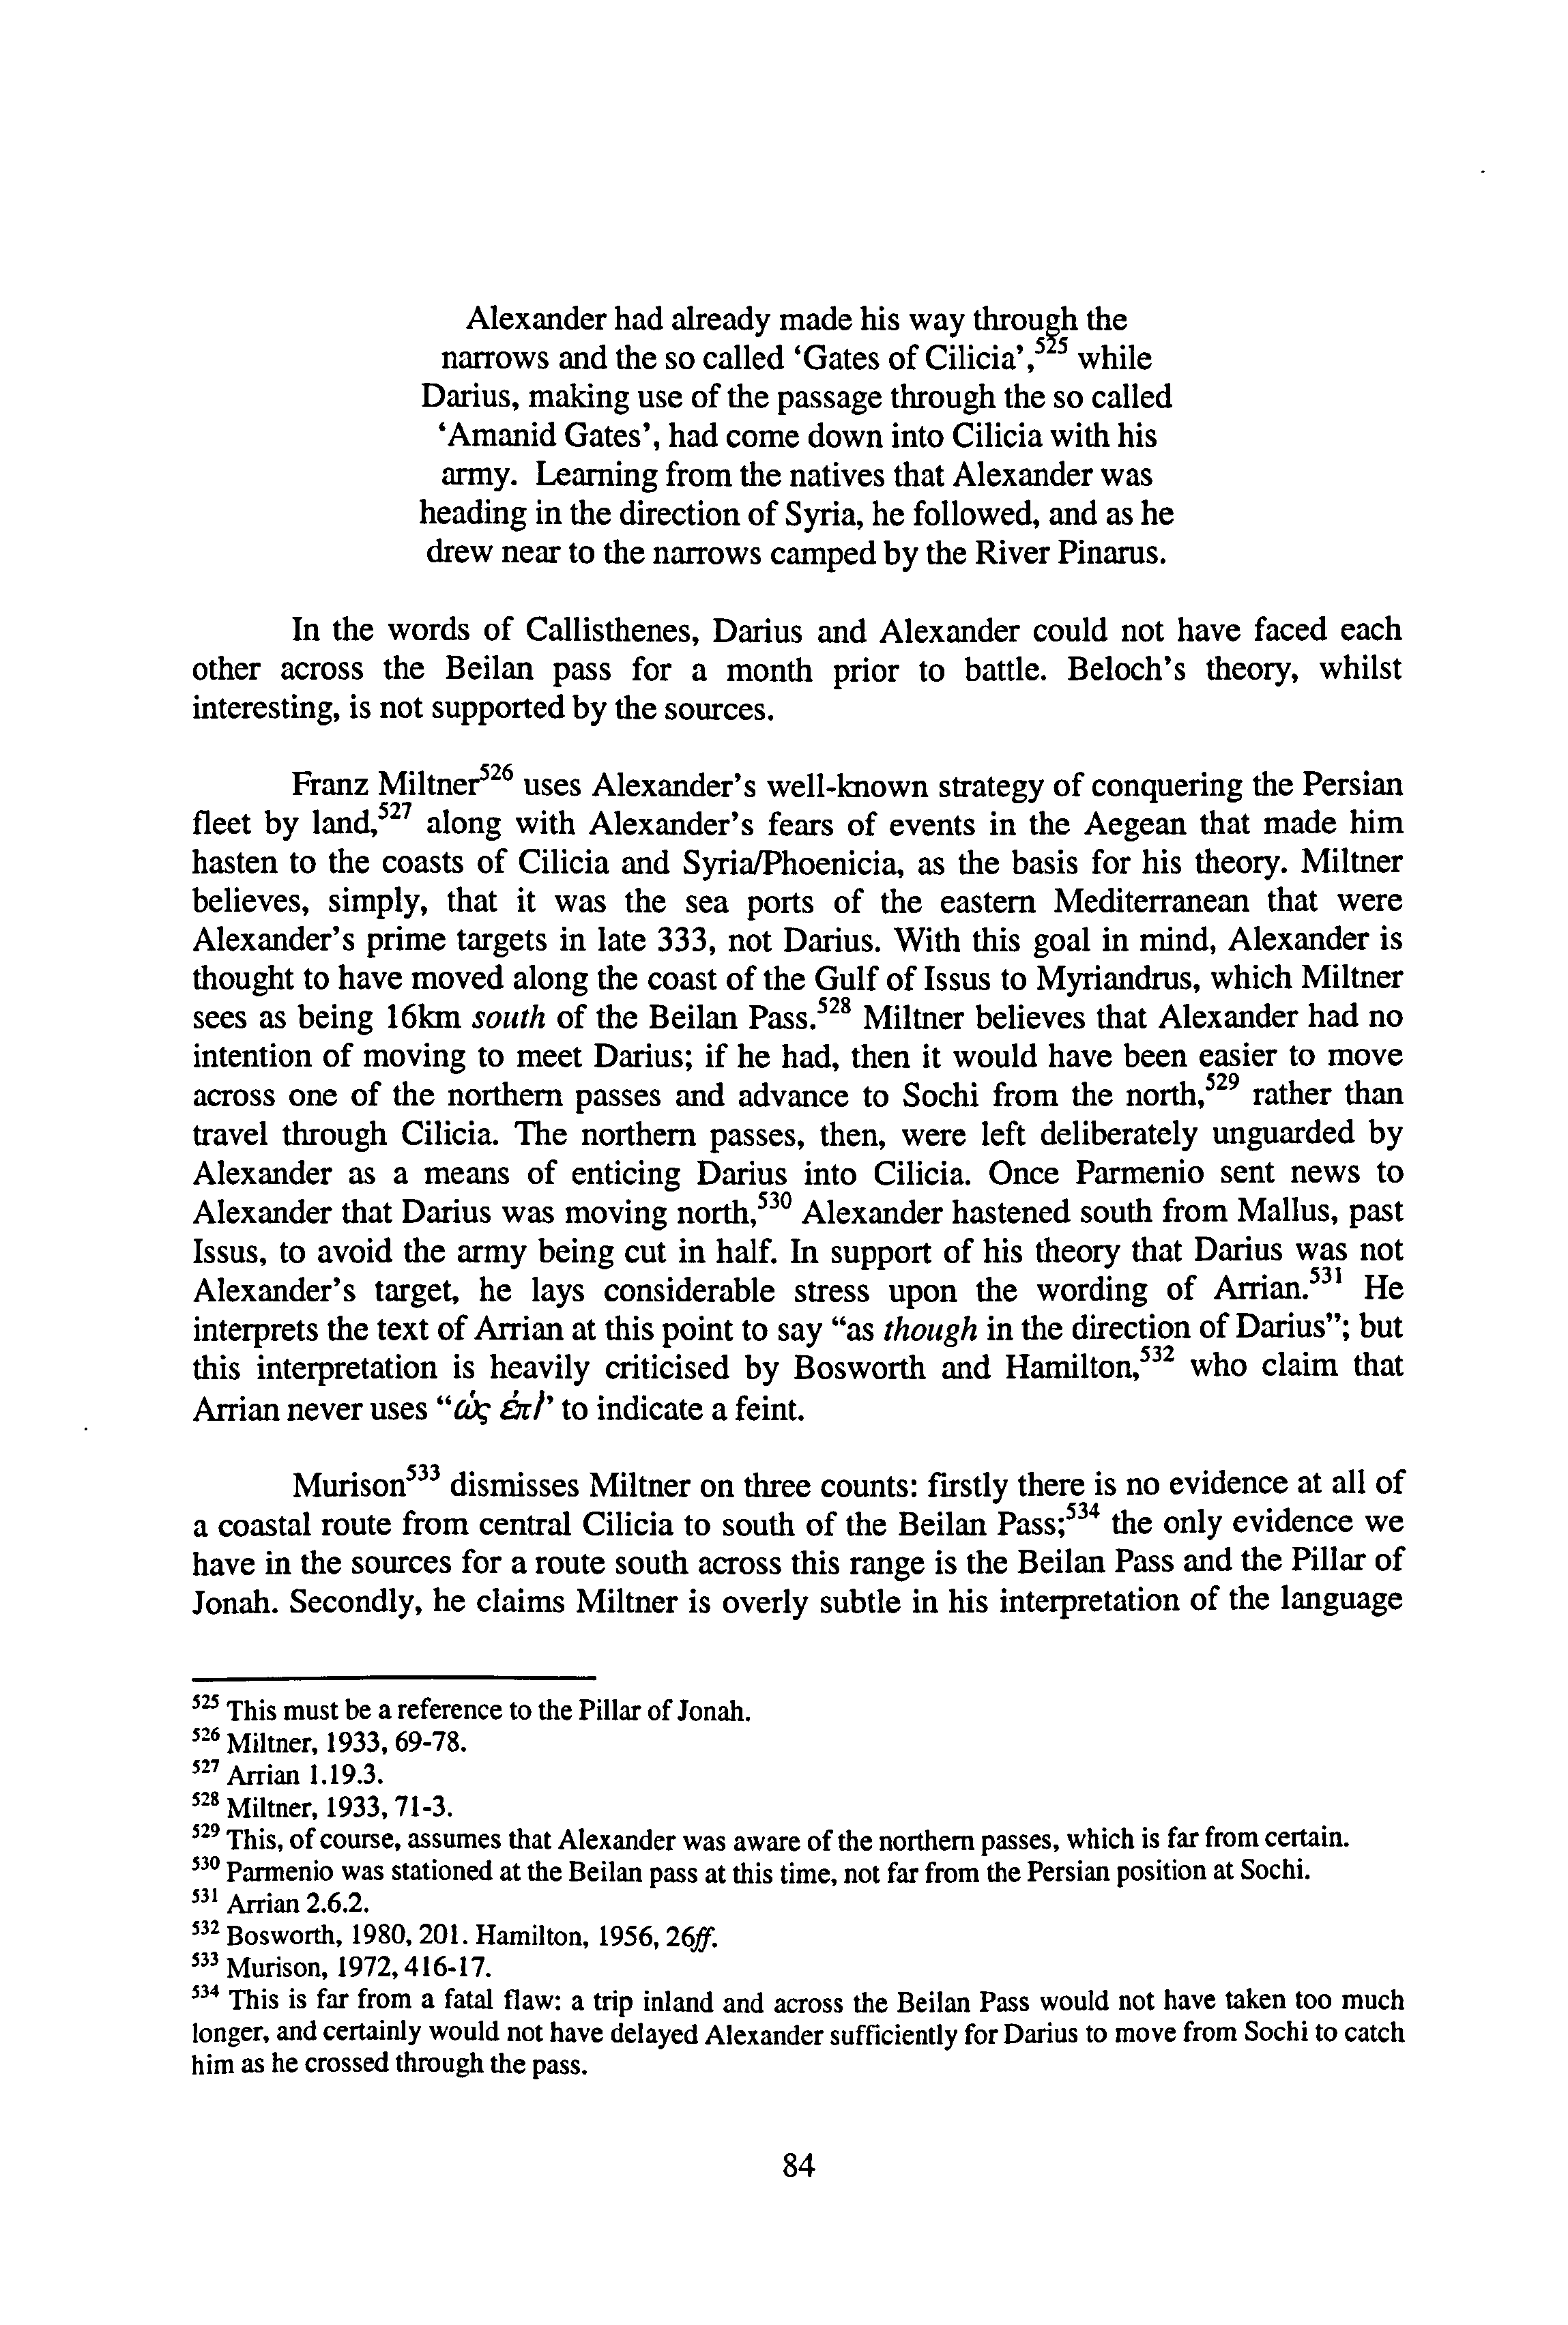 Alexander had already made his way through the
narrows and the so called ‘Gates of Cilicia’,525 while
Darius, making use of the passage through the so called
‘Amanid Gates’, had come down into Cilicia with his
army. Learning from the natives that Alexander was
heading in the direction of Syria, he followed, and as he
drew near to the narrows camped by the River Pinarus.
In the words of Callisthenes, Darius and Alexander could not have faced each
other across the Beilan pass for a month prior to battle. Beloch’s theory, whilst
interesting, is not supported by the sources.
Franz Miltner526 uses Alexander’s well-known strategy of conquering the Persian
fleet by land,527 along with Alexander’s fears of events in the Aegean that made him
hasten to the coasts of Cilicia and Syria/Phoenicia, as the basis for his theory. Miltner
believes, simply, that it was the sea ports of the eastern Mediterranean that were
Alexander’s prime targets in late 333, not Darius. With this goal in mind, Alexander is
thought to have moved along the coast of the Gulf of Issus to Myriandrus, which Miltner
sees as being 16km south of the Beilan Pass.528 Miltner believes that Alexander had no
intention of moving to meet Darius; if he had, then it would have been easier to move
across one of the northern passes and advance to Sochi from the north,529 rather than
travel through Cilicia. The northern passes, then, were left deliberately unguarded by
Alexander as a means of enticing Darius into Cilicia. Once Parmenio sent news to
Alexander that Darius was moving north,530 Alexander hastened south from Mallus, past
Issus, to avoid the army being cut in half. In support of his theory that Darius was not
Alexander’s target, he lays considerable stress upon the wording of Arrian.531 He
interprets the text of Arrian at this point to say “as though in the direction of Darius”; but
this interpretation is heavily criticised by Bosworth and Hamilton,532 who claim that
Arrian never uses “ὡς ἐπί” to indicate a feint.
Murison533 dismisses Miltner on three counts: firstly there is no evidence at all of
a coastal route from central Cilicia to south of the Beilan Pass;534 the only evidence we
have in the sources for a route south across this range is the Beilan Pass and the Pillar of
Jonah. Secondly, he claims Miltner is overly subtle in his interpretation of the language
525 This must be a reference to the Pillar of Jonah.
526 Miltner, 1933, 69-78.
527 Arrian 1.19.3.
528 Miltner, 1933, 71-3.
529 This, of course, assumes that Alexander was aware of the northern passes, which is far from certain.
530 Parmenio was stationed at the Beilan pass at this time, not far from the Persian position at Sochi.
531 Arrian 2.6.2.
532 Bosworth, 1980, 201. Hamilton, 1956, 26ff.
533 Murison, 1972, 416-17.
534 This is far from a fatal flaw: a trip inland and across the Beilan Pass would not have taken too much
longer, and certainly would not have delayed Alexander sufficiently for Darius to move from Sochi to catch
him as he crossed through the pass.
84